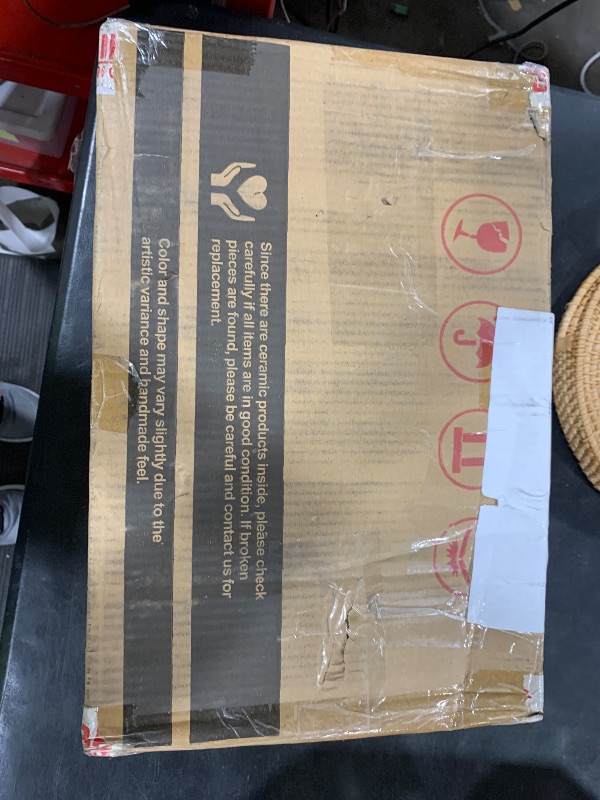 Since there are ceramic products inside, please check
carefully if all items are in good condition. If broken
pieces are found, please be careful and contact us for
replacement.
Color and shape may vary slightly due to the
artistic variance and handmade feel.